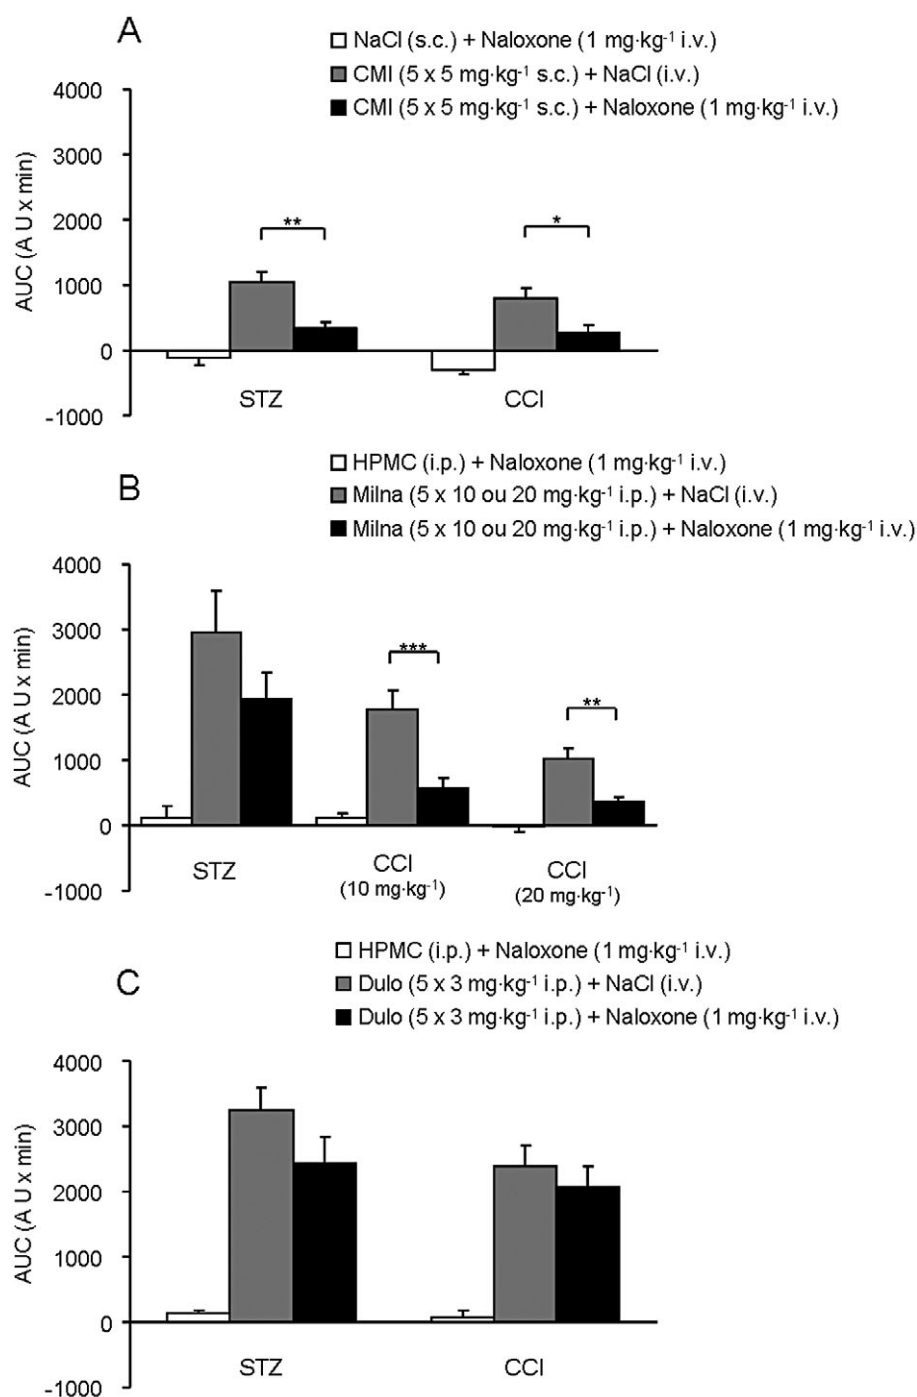 A
NaCl (s.c.) + Naloxone (1 mg·kg⁻¹ i.v.)
CMI (5 x 5 mg·kg⁻¹ s.c.) + NaCl (i.v.)
CMI (5 x 5 mg·kg⁻¹ s.c.) + Naloxone (1 mg·kg⁻¹ i.v.)
AUC (A U x min)
4000
3000
2000
1000
0
-1000
**
*
STZ
CCI
B
HPMC (i.p.) + Naloxone (1 mg·kg⁻¹ i.v.)
Milna (5 x 10 ou 20 mg·kg⁻¹ i.p.) + NaCl (i.v.)
Milna (5 x 10 ou 20 mg·kg⁻¹ i.p.) + Naloxone (1 mg·kg⁻¹ i.v.)
AUC (A U x min)
4000
3000
2000
1000
0
-1000
***
**
STZ
CCI
(10 mg·kg⁻¹)
CCI
(20 mg·kg⁻¹)
C
HPMC (i.p.) + Naloxone (1 mg·kg⁻¹ i.v.)
Dulo (5 x 3 mg·kg⁻¹ i.p.) + NaCl (i.v.)
Dulo (5 x 3 mg·kg⁻¹ i.p.) + Naloxone (1 mg·kg⁻¹ i.v.)
AUC (A U x min)
4000
3000
2000
1000
0
-1000
STZ
CCI